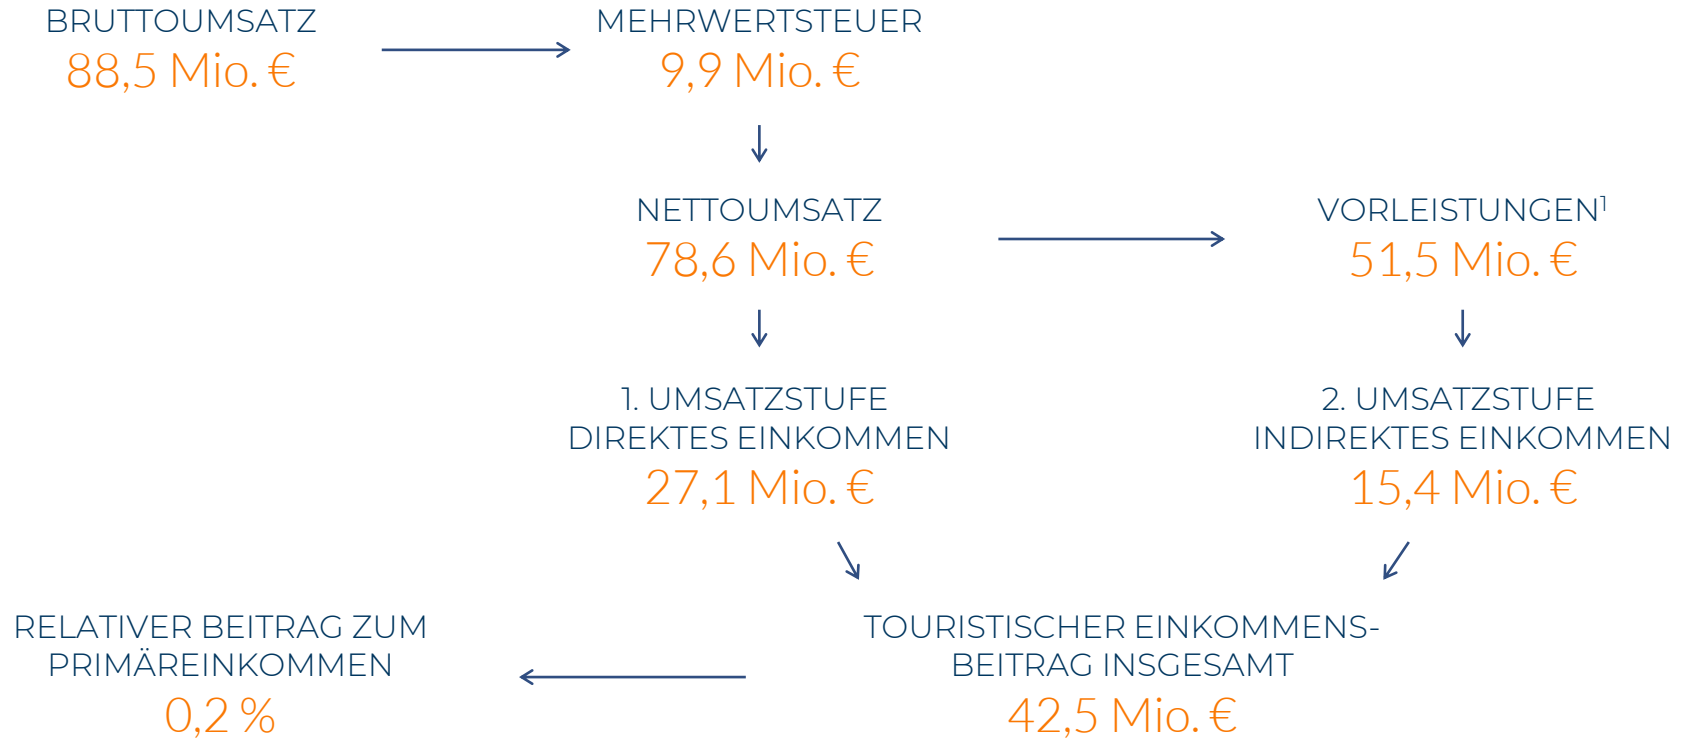 BRUTTOUMSATZ
88,5 Mio. €
MEHRWERTSTEUER
9,9 Mio. €
NETTOUMSATZ
78,6 Mio. €
VORLEISTUNGEN¹
51,5 Mio. €
1. UMSATZSTUFE
DIREKTES EINKOMMEN
27,1 Mio. €
2. UMSATZSTUFE
INDIREKTES EINKOMMEN
15,4 Mio. €
RELATIVER BEITRAG ZUM
PRIMÄREINKOMMEN
0,2 %
TOURISTISCHER EINKOMMENS-
BEITRAG INSGESAMT
42,5 Mio. €